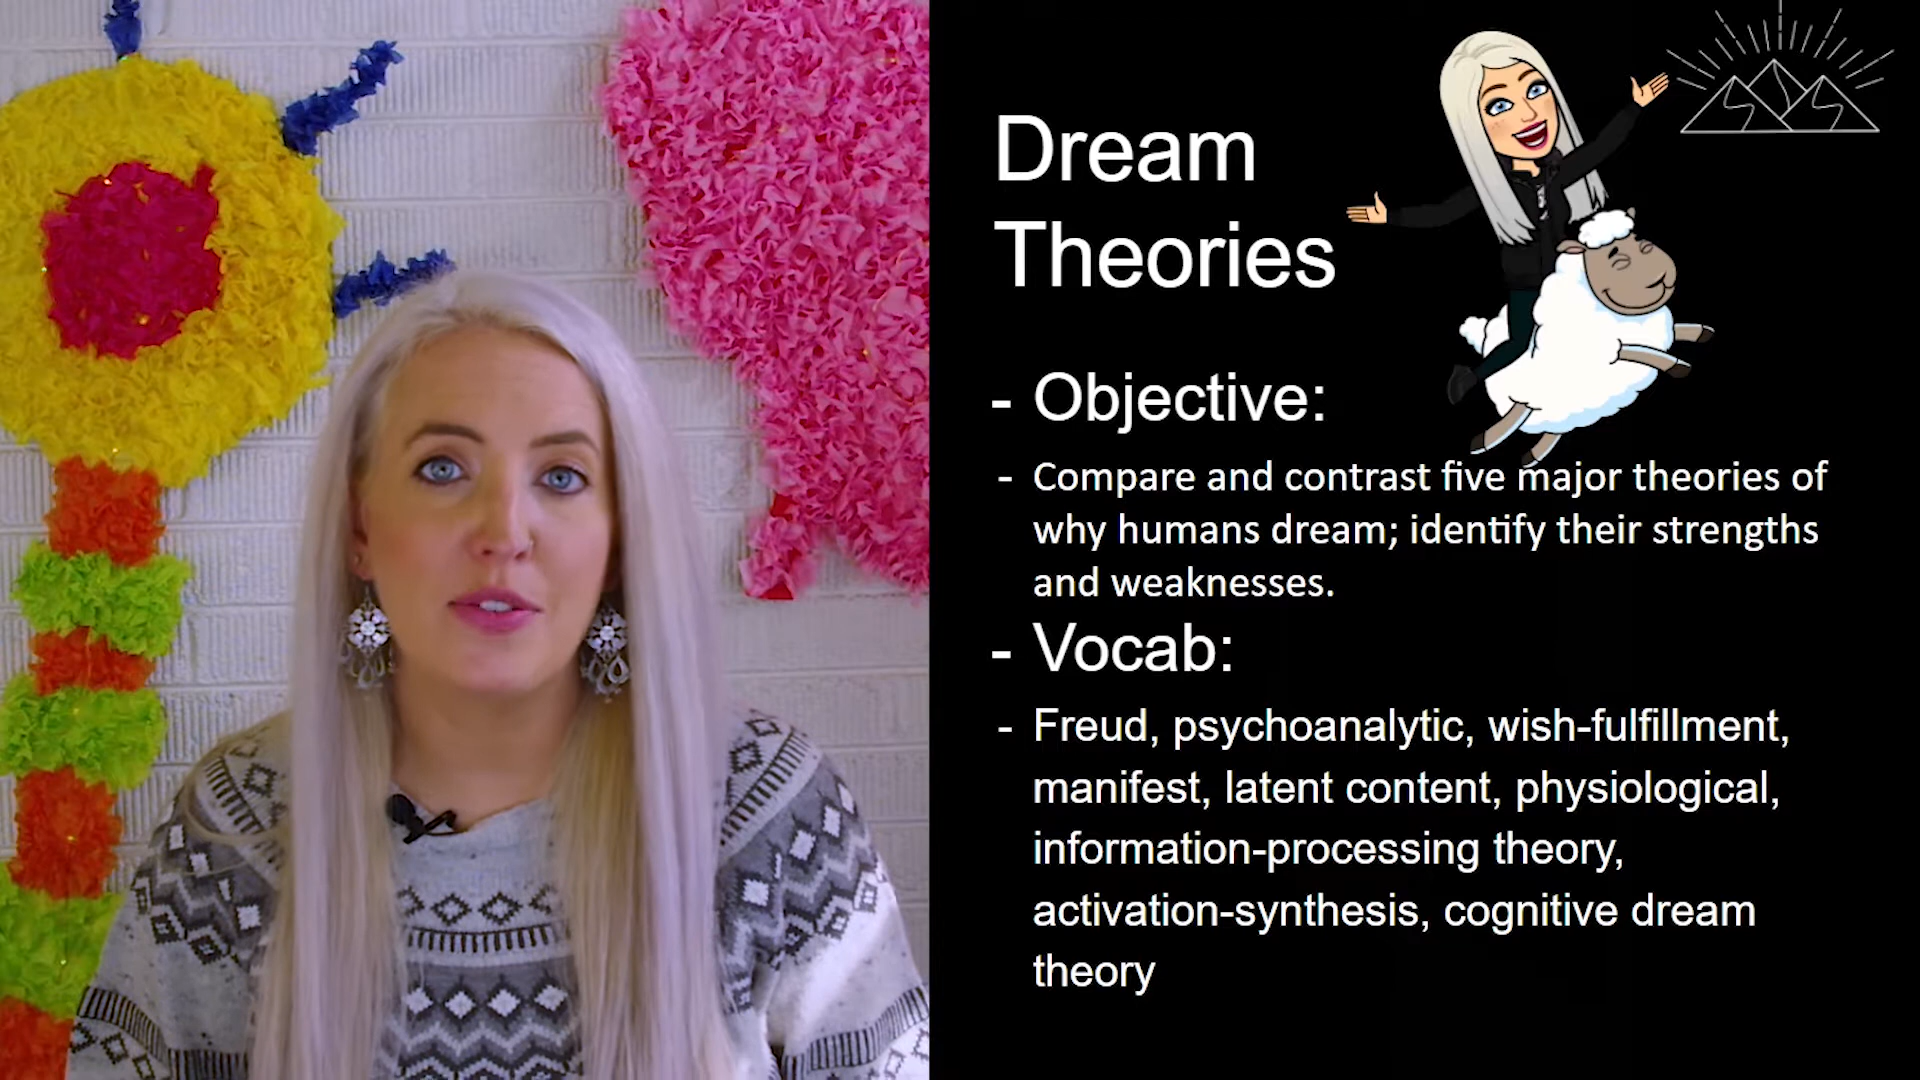 Dream
Theories
- Objective:
- Compare and contrast five major theories of
why humans dream; identify their strengths
and weaknesses.
- Vocab:
- Freud, psychoanalytic, wish-fulfillment,
manifest, latent content, physiological,
information-processing theory,
activation-synthesis, cognitive dream
theory